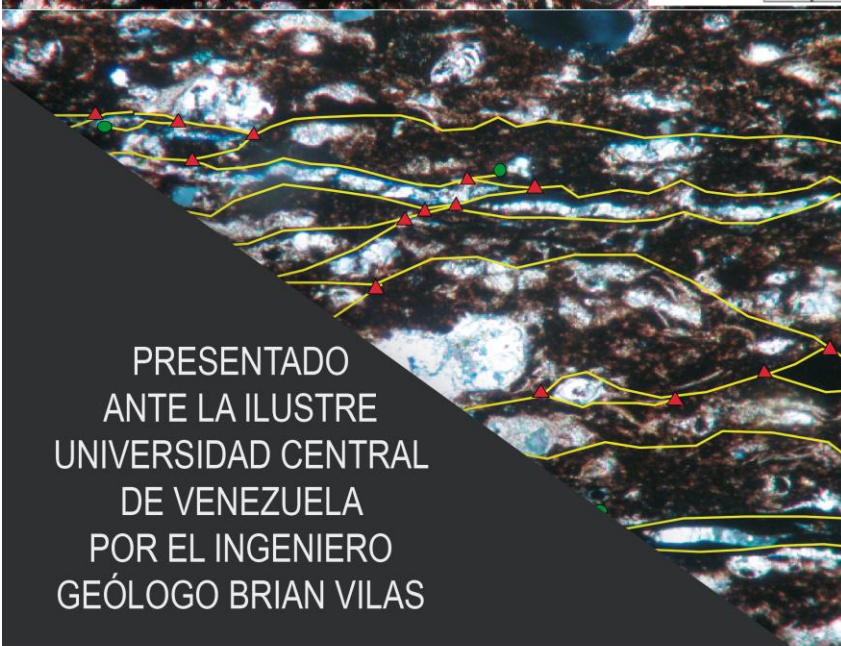 PRESENTADO
ANTE LA ILUSTRE
UNIVERSIDAD CENTRAL
DE VENEZUELA
POR EL INGENIERO
GEÓLOGO BRIAN VILAS